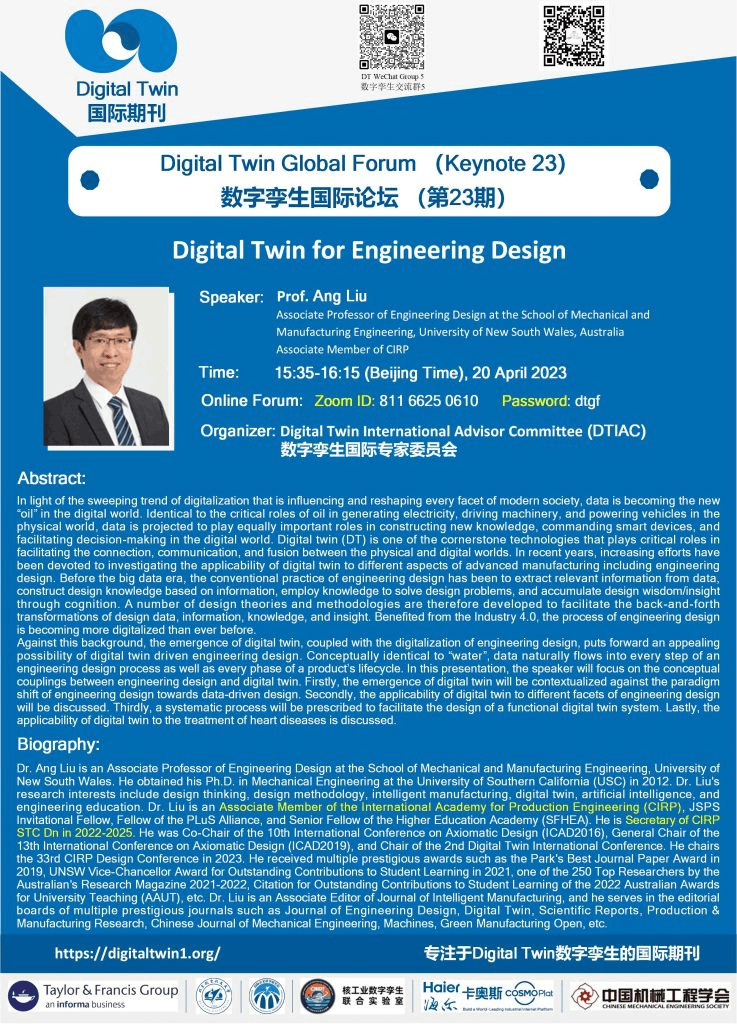 Digital Twin
国际期刊
DT WeChat Group 5
数字孪生交流群5
Digital Twin Global Forum （Keynote 23）
数字孪生国际论坛 （第23期）
Digital Twin for Engineering Design
Speaker: Prof. Ang Liu
Associate Professor of Engineering Design at the School of Mechanical and
Manufacturing Engineering, University of New South Wales, Australia
Associate Member of CIRP
Time: 15:35-16:15 (Beijing Time), 20 April 2023
Online Forum: Zoom ID: 811 6625 0610 Password: dtgf
Organizer: Digital Twin International Advisor Committee (DTIAC)
数字孪生国际专家委员会
Abstract:
In light of the sweeping trend of digitalization that is influencing and reshaping every facet of modern society, data is becoming the new
“oil” in the digital world. Identical to the critical roles of oil in generating electricity, driving machinery, and powering vehicles in the
physical world, data is projected to play equally important roles in constructing new knowledge, commanding smart devices, and
facilitating decision-making in the digital world. Digital twin (DT) is one of the cornerstone technologies that plays critical roles in
facilitating the connection, communication, and fusion between the physical and digital worlds. In recent years, increasing efforts have
been devoted to investigating the applicability of digital twin to different aspects of advanced manufacturing including engineering
design. Before the big data era, the conventional practice of engineering design has been to extract relevant information from data,
construct design knowledge based on information, employ knowledge to solve design problems, and accumulate design wisdom/insight
through cognition. A number of design theories and methodologies are therefore developed to facilitate the back-and-forth
transformations of design data, information, knowledge, and insight. Benefited from the Industry 4.0, the process of engineering design
is becoming more digitalized than ever before.
Against this background, the emergence of digital twin, coupled with the digitalization of engineering design, puts forward an appealing
possibility of digital twin driven engineering design. Conceptually identical to “water”, data naturally flows into every step of an
engineering design process as well as every phase of a product’s lifecycle. In this presentation, the speaker will focus on the conceptual
couplings between engineering design and digital twin. Firstly, the emergence of digital twin will be contextualized against the paradigm
shift of engineering design towards data-driven design. Secondly, the applicability of digital twin to different facets of engineering design
will be discussed. Thirdly, a systematic process will be prescribed to facilitate the design of a functional digital twin system. Lastly, the
applicability of digital twin to the treatment of heart diseases is discussed.
Biography:
Dr. Ang Liu is an Associate Professor of Engineering Design at the School of Mechanical and Manufacturing Engineering, University of
New South Wales. He obtained his Ph.D. in Mechanical Engineering at the University of Southern California (USC) in 2012. Dr. Liu's
research interests include design thinking, design methodology, intelligent manufacturing, digital twin, artificial intelligence, and
engineering education. Dr. Liu is an Associate Member of the International Academy for Production Engineering (CIRP), JSPS
Invitational Fellow, Fellow of the PLuS Alliance, and Senior Fellow of the Higher Education Academy (SFHEA). He is Secretary of CIRP
STC Dn in 2022-2025. He was Co-Chair of the 10th International Conference on Axiomatic Design (ICAD2016), General Chair of the
13th International Conference on Axiomatic Design (ICAD2019), and Chair of the 2nd Digital Twin International Conference. He chairs
the 33rd CIRP Design Conference in 2023. He received multiple prestigious awards such as the Park's Best Journal Paper Award in
2019, UNSW Vice-Chancellor Award for Outstanding Contributions to Student Learning in 2021, one of the 250 Top Researchers by the
Australian’s Research Magazine 2021-2022, Citation for Outstanding Contributions to Student Learning of the 2022 Australian Awards
for University Teaching (AAUT), etc. Dr. Liu is an Associate Editor of Journal of Intelligent Manufacturing, and he serves in the editorial
boards of multiple prestigious journals such as Journal of Engineering Design, Digital Twin, Scientific Reports, Production &
Manufacturing Research, Chinese Journal of Mechanical Engineering, Machines, Green Manufacturing Open, etc.
https://digitaltwin1.org/ 专注于Digital Twin数字孪生的国际期刊
Taylor & Francis Group
an informa business
核工业数字孪生
联合实验室
Haier 卡奥斯 COSMOPlat
海尔 Build a World-Leading Industrial Internet Platform
中国机械工程学会
CHINESE MECHANICAL ENGINEERING SOCIETY